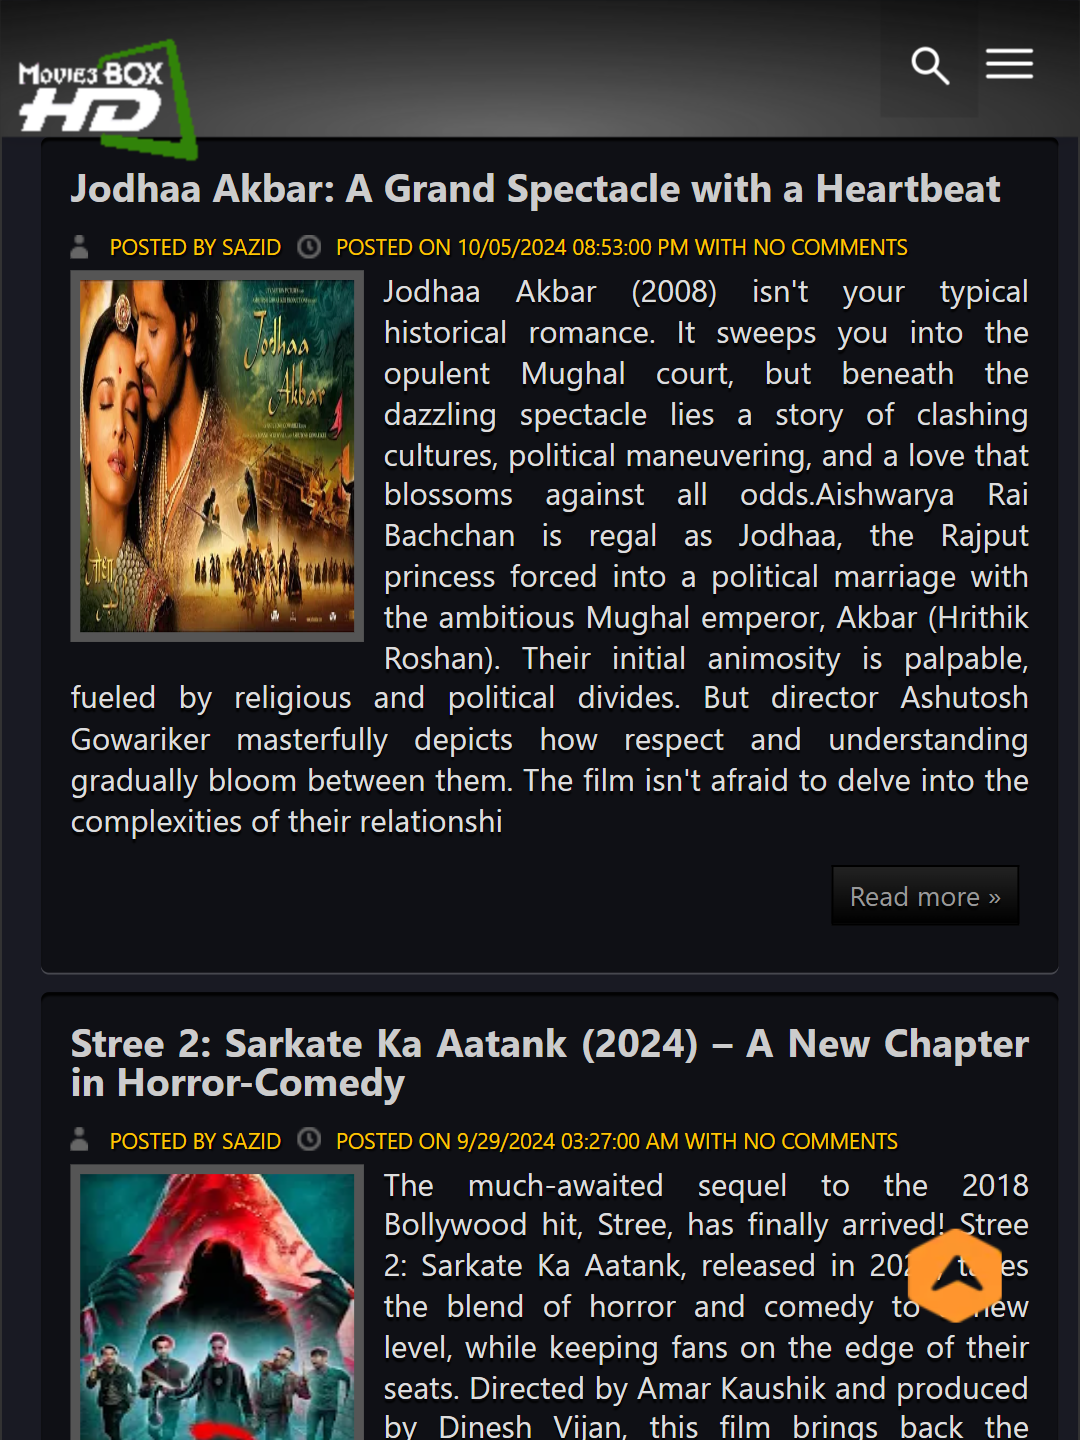 Movies BOX
HD
Jodhaa Akbar: A Grand Spectacle with a Heartbeat
POSTED BY SAZID POSTED ON 10/05/2024 08:53:00 PM WITH NO COMMENTS
Jodhaa
Akbar
जोधा
Jodhaa Akbar (2008) isn't your typical
historical romance. It sweeps you into the
opulent Mughal court, but beneath the
dazzling spectacle lies a story of clashing
cultures, political maneuvering, and a love that
blossoms against all odds.Aishwarya Rai
Bachchan is regal as Jodhaa, the Rajput
princess forced into a political marriage with
the ambitious Mughal emperor, Akbar (Hrithik
Roshan). Their initial animosity is palpable,
fueled by religious and political divides. But director Ashutosh
Gowariker masterfully depicts how respect and understanding
gradually bloom between them. The film isn't afraid to delve into the
complexities of their relationshi
Read more »
Stree 2: Sarkate Ka Aatank (2024) – A New Chapter
in Horror-Comedy
POSTED BY SAZID POSTED ON 9/29/2024 03:27:00 AM WITH NO COMMENTS
The much-awaited sequel to the 2018
Bollywood hit, Stree, has finally arrived! Stree
2: Sarkate Ka Aatank, released in
the blend of horror and comedy to new
level, while keeping fans on the edge of their
seats. Directed by Amar Kaushik and produced
by Dinesh Vijan, this film brings back the